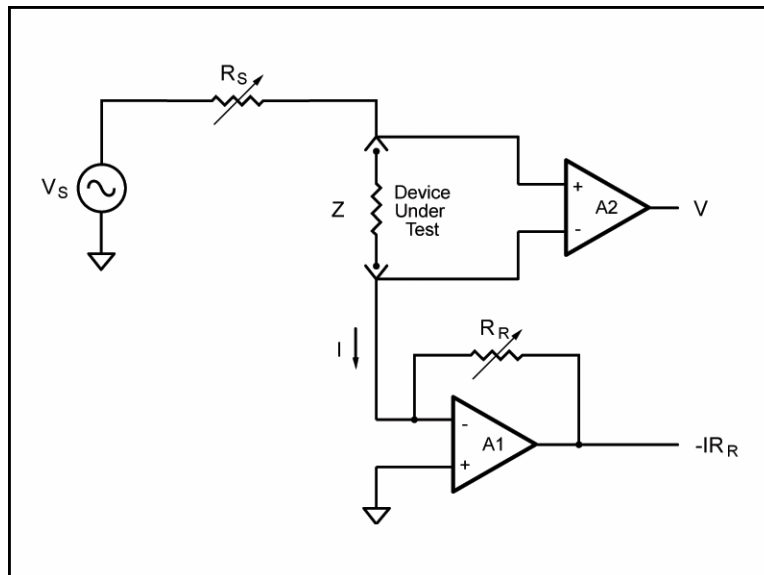 RS
VS
Z
Device
Under
Test
+
-
A2
V
I
RR
-
+
A1
-IRR